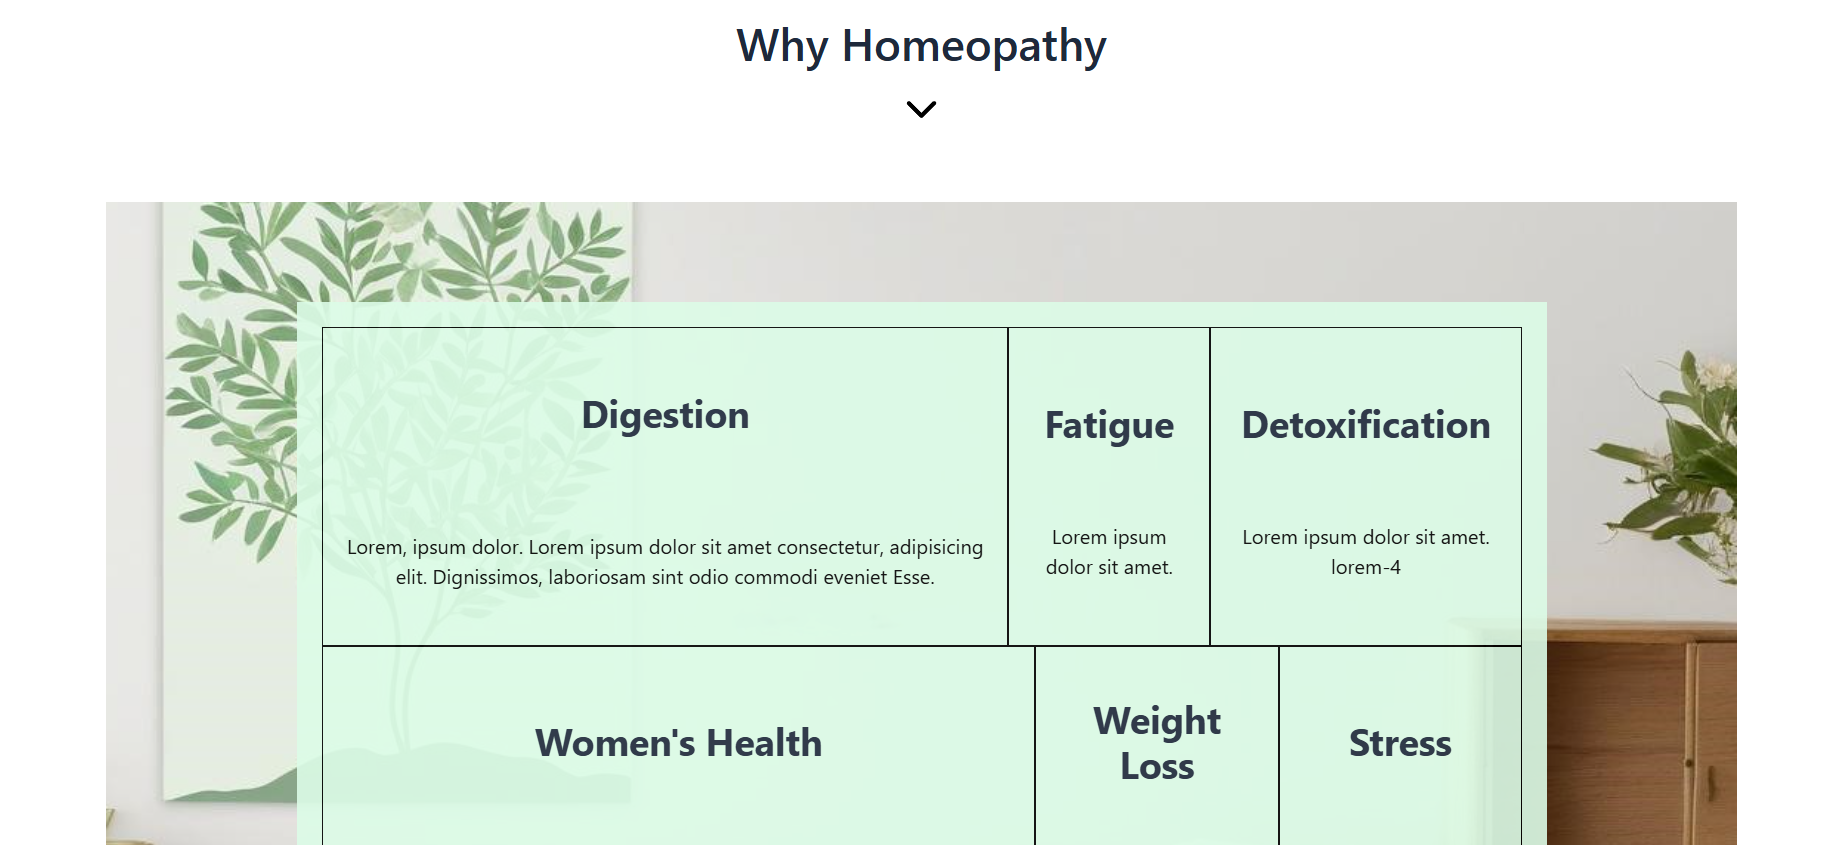 Why Homeopathy
Digestion
Lorem, ipsum dolor. Lorem ipsum dolor sit amet consectetur, adipisicing
elit. Dignissimos, laboriosam sint odio commodi eveniet Esse.
Fatigue
Lorem ipsum
dolor sit amet.
Detoxification
Lorem ipsum dolor sit amet.
lorem-4
Women's Health
Weight
Loss
Stress